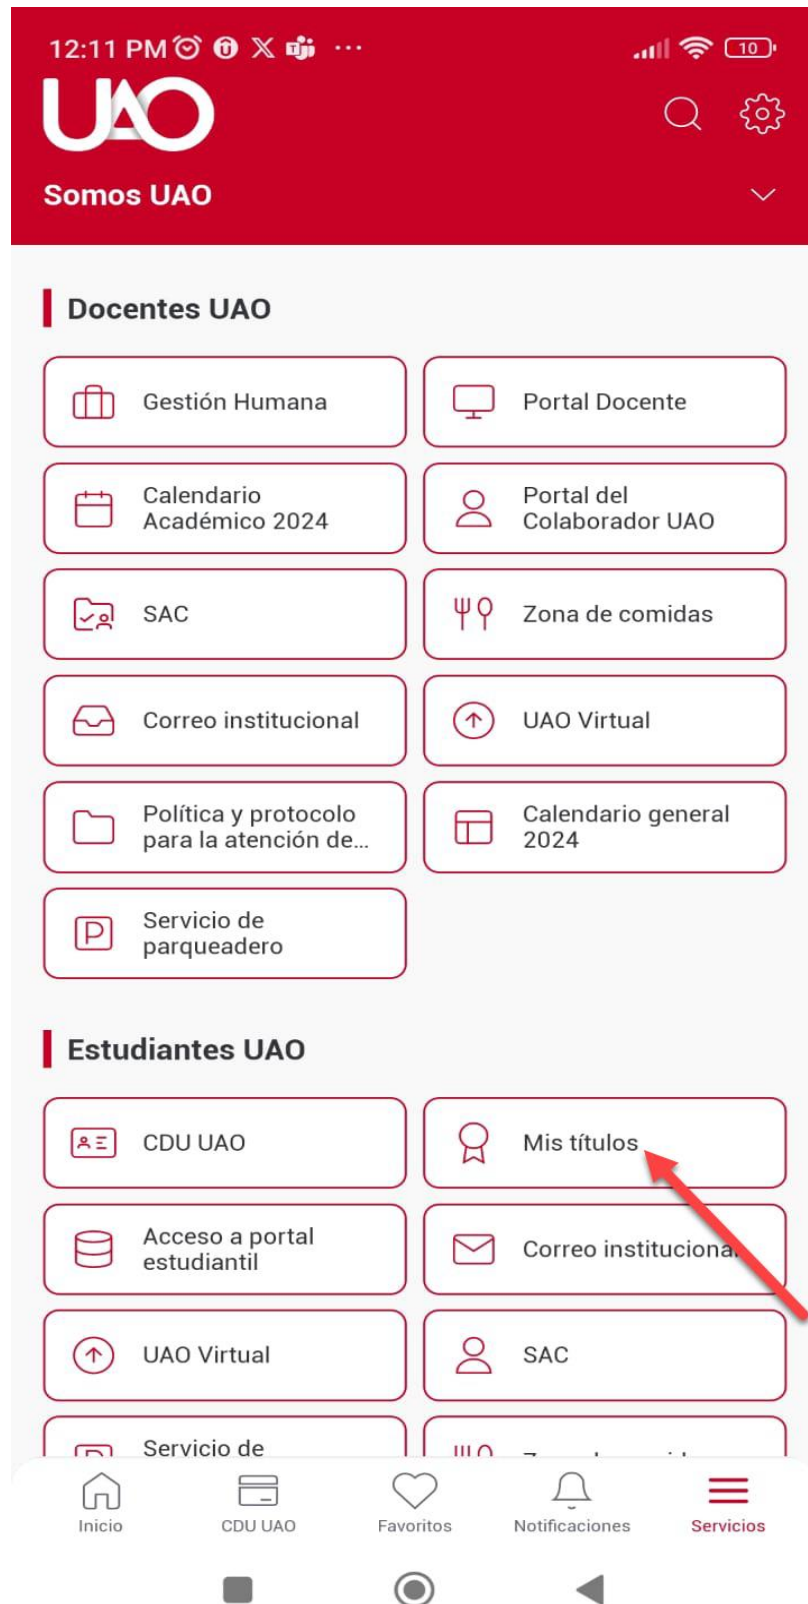 12:11 PM
10
UAO
Somos UAO
Docentes UAO
Gestión Humana
Portal Docente
Calendario
Académico 2024
Portal del
Colaborador UAO
SAC
Zona de comidas
Correo institucional
UAO Virtual
Política y protocolo
para la atención de...
Calendario general
2024
P
Servicio de
parqueadero
Estudiantes UAO
CDU UAO
Mis títulos
Acceso a portal
estudiantil
Correo institucional
UAO Virtual
SAC
Servicio de
Inicio
CDU UAO
Favoritos
Notificaciones
Servicios